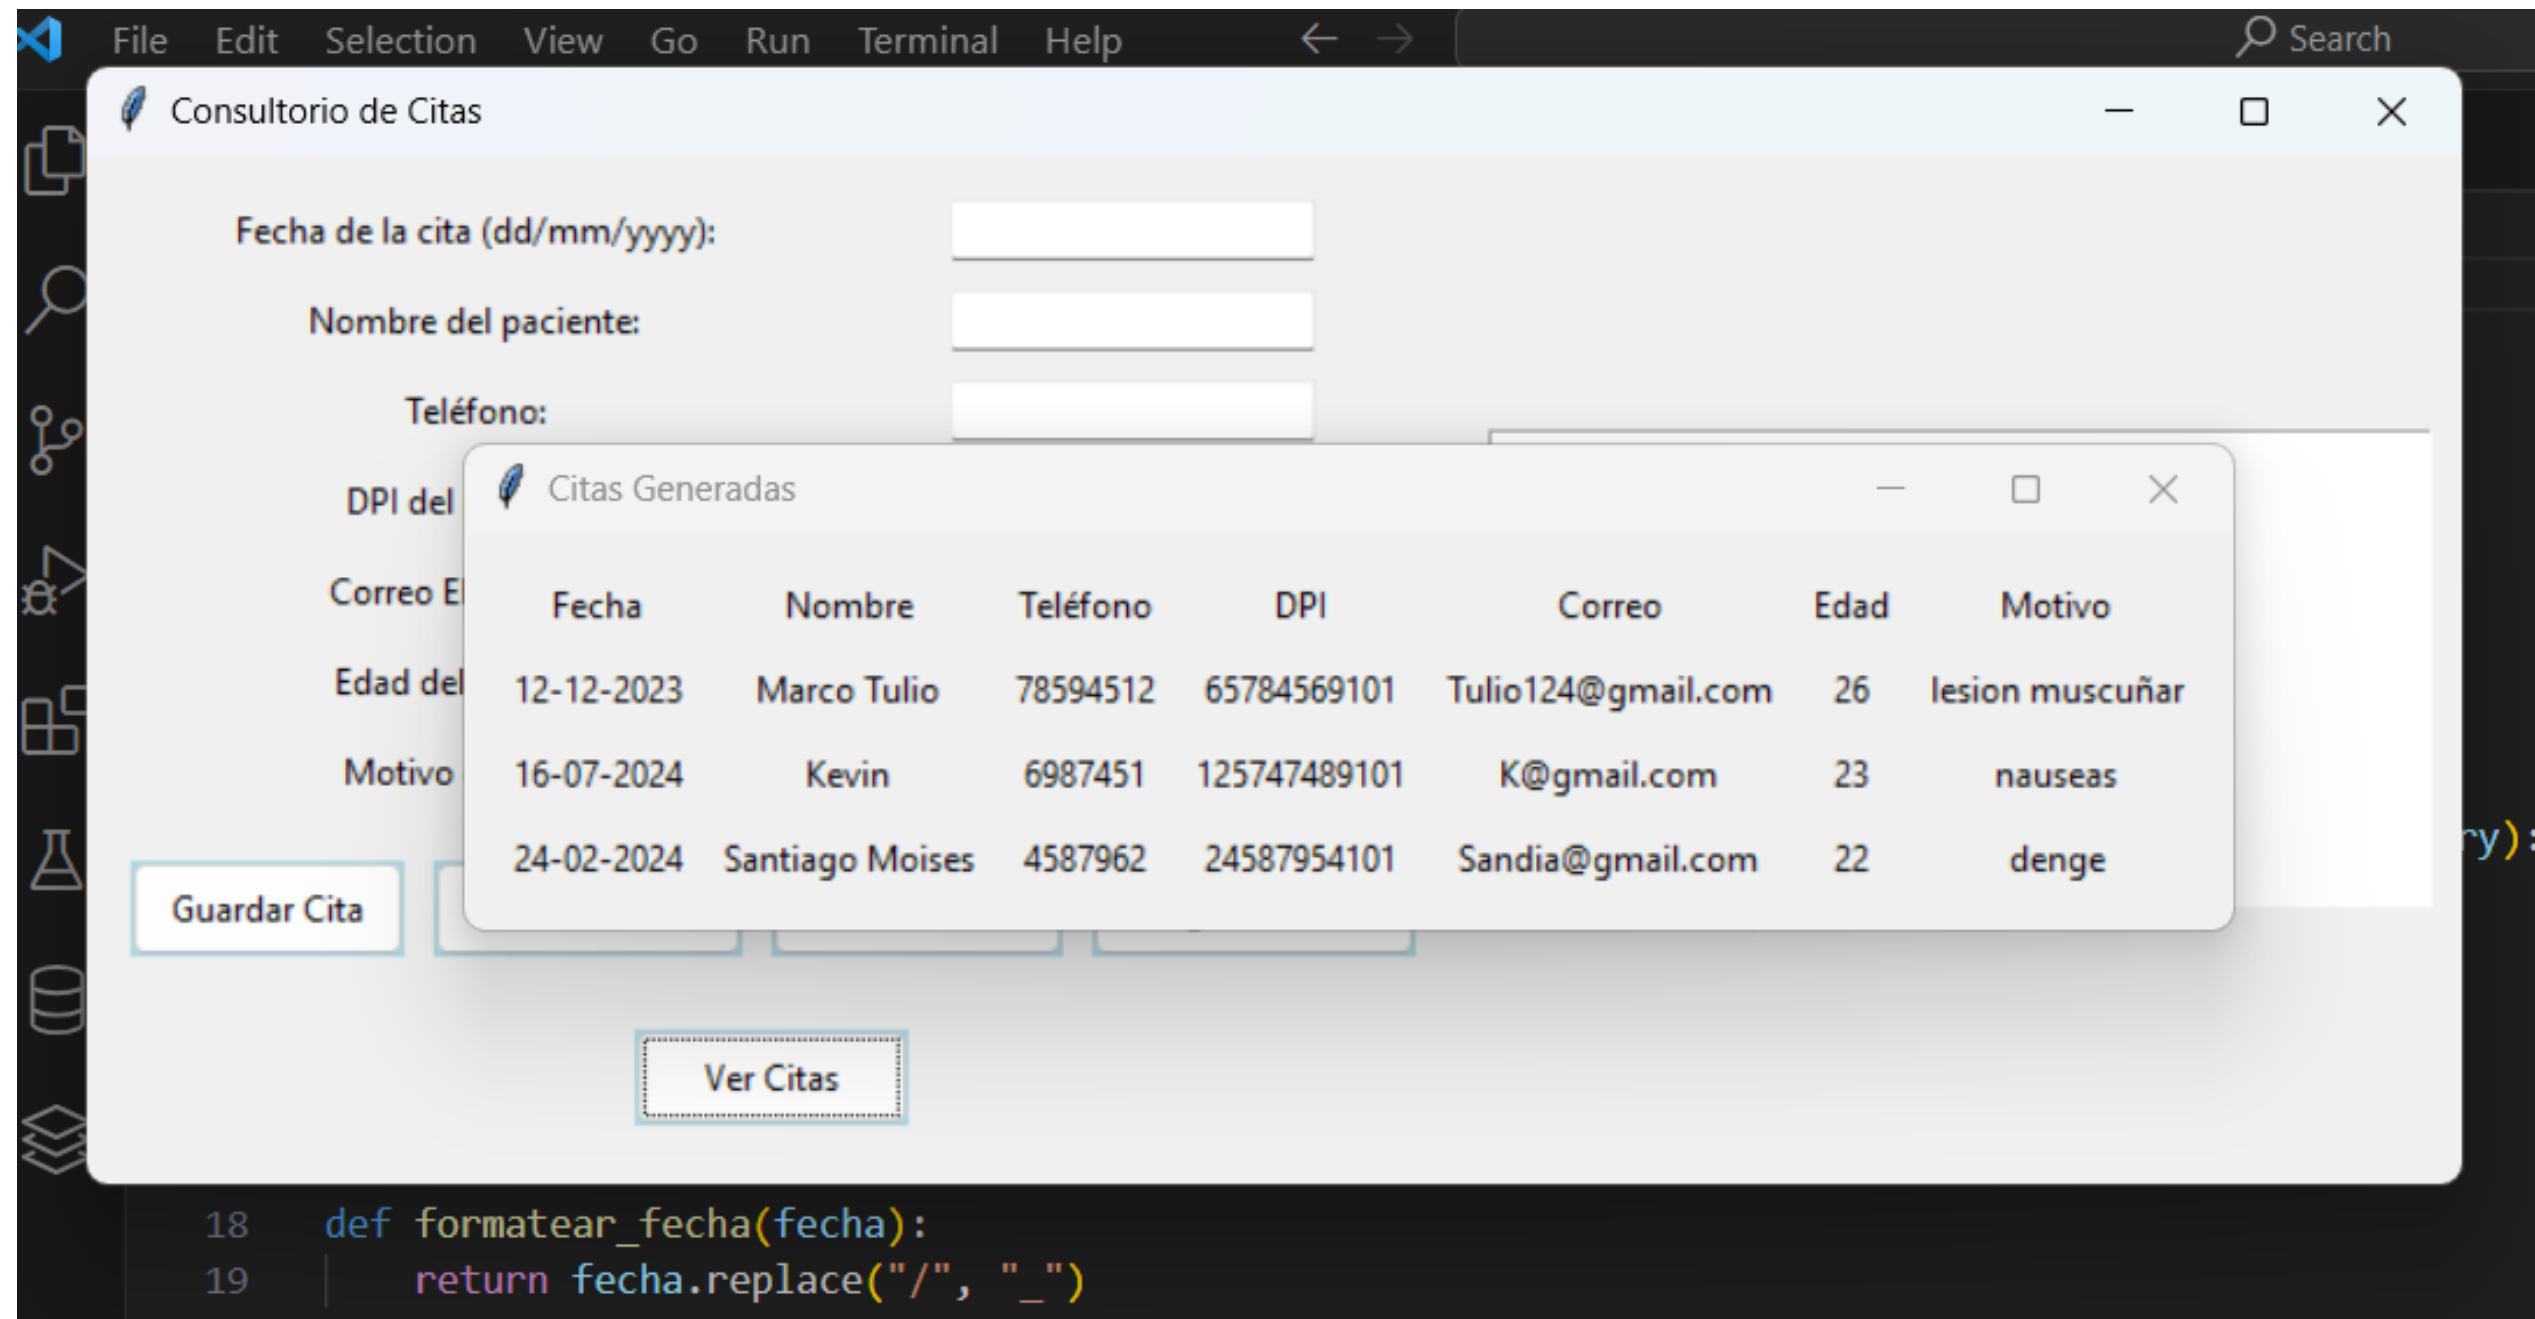 File Edit Selection View Go Run Terminal Help Search
Consultorio de Citas
Fecha de la cita (dd/mm/yyyy):
Nombre del paciente:
Teléfono:
DPI del
Correo El
Edad del
Motivo
Citas Generadas
Fecha Nombre Teléfono DPI Correo Edad Motivo
12-12-2023 Marco Tulio 78594512 65784569101 Tulio124@gmail.com 26 lesion muscuñar
16-07-2024 Kevin 6987451 125747489101 K@gmail.com 23 nauseas
24-02-2024 Santiago Moises 4587962 24587954101 Sandia@gmail.com 22 denge
ry):
Guardar Cita
Ver Citas
18 def formatear_fecha(fecha):
19 return fecha.replace("/", "_")